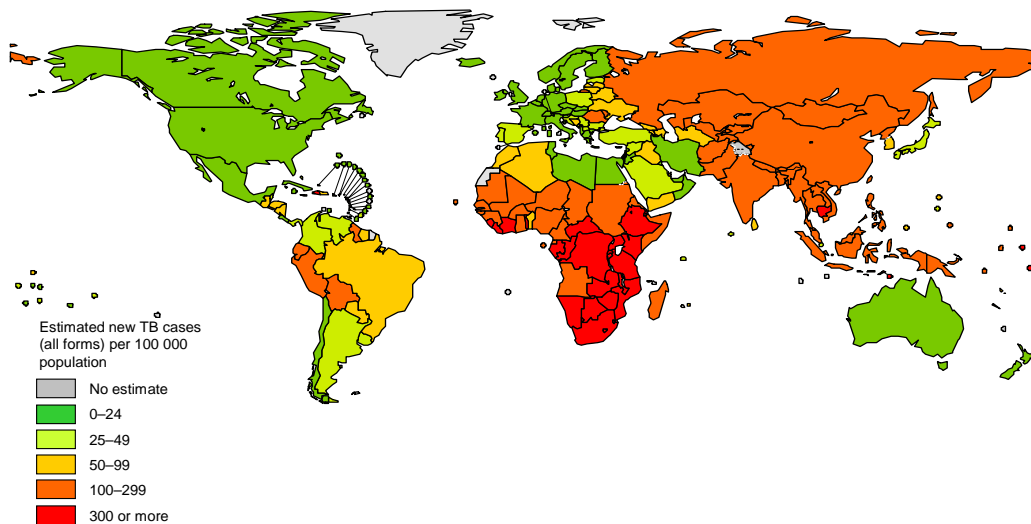 Estimated new TB cases
(all forms) per 100 000
population
No estimate
0–24
25–49
50–99
100–299
300 or more